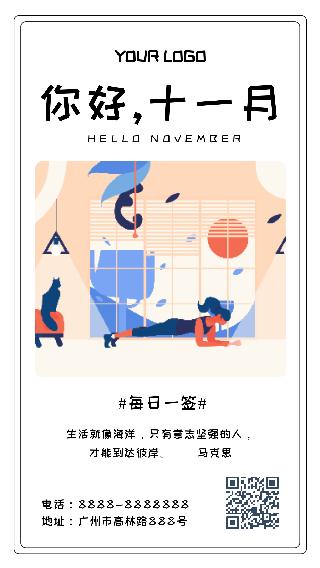 YOUR LOGO
你好,十一月
HELLO NOVEMBER
#每日一签#
生活就像海洋，只有意志坚强的人，
才能到达彼岸。 马克思
电话：8888-8888888
地址：广州市高林路888号